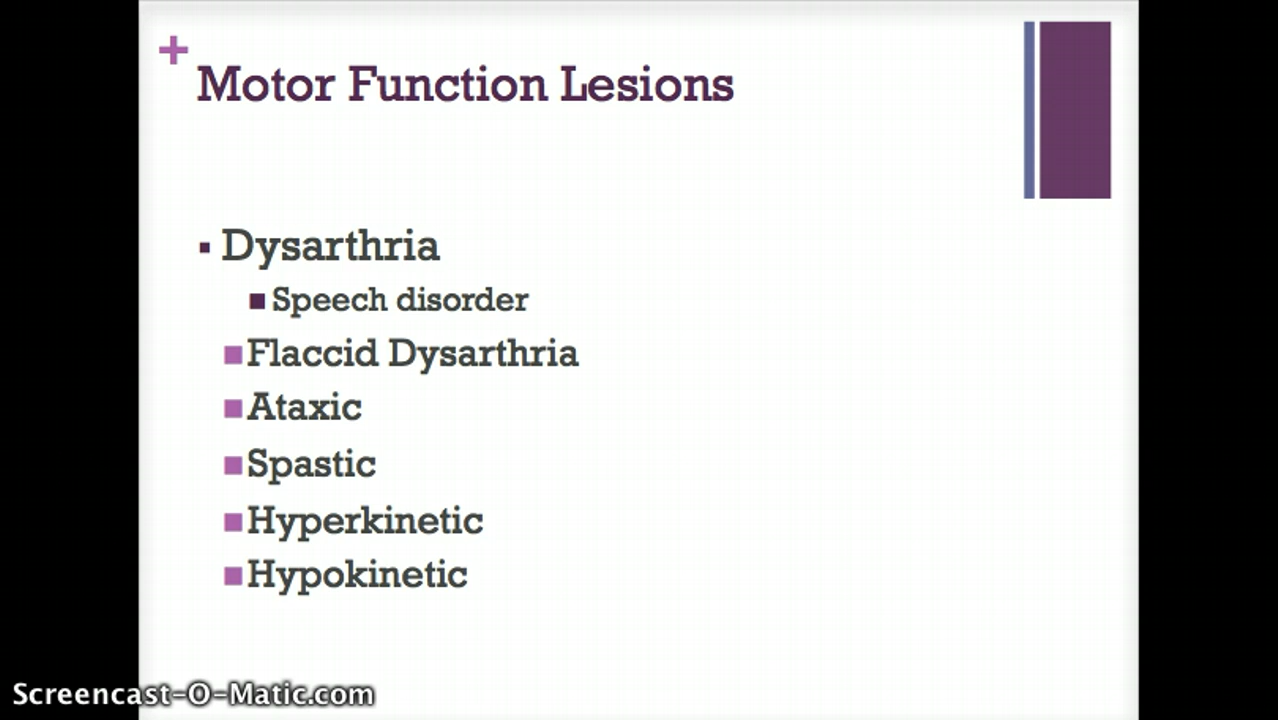 +
Motor Function Lesions
▪ Dysarthria
■ Speech disorder
■ Flaccid Dysarthria
■ Ataxic
■ Spastic
■ Hyperkinetic
■ Hypokinetic
Screencast-O-Matic.com